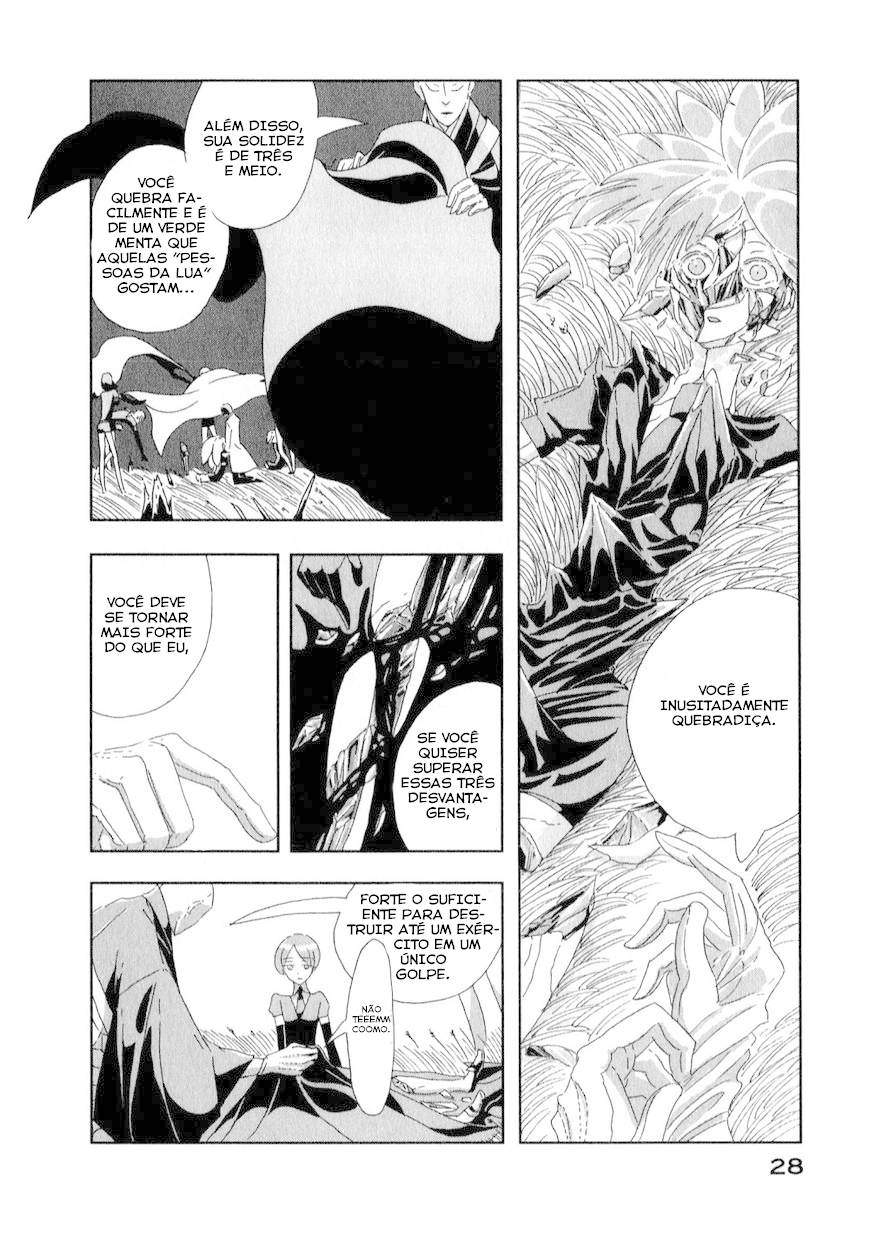 VOCÊ É
INUSITADAMENTE
QUEBRADIÇA.
ALÉM DISSO,
SUA SOLIDEZ
É DE TRÊS
E MEIO.
VOCÊ
QUEBRA FA-
CILMENTE E É
DE UM VERDE
MENTA QUE
AQUELAS "PES-
SOAS DA LUA"
GOSTAM...
SE VOCÊ
QUISER
SUPERAR
ESSAS TRÊS
DESVANTA-
GENS,
VOCÊ DEVE
SE TORNAR
MAIS FORTE
DO QUE EU,
FORTE O SUFICI-
ENTE PARA DES-
TRUIR ATÉ UM EXÉR-
CITO EM UM
ÚNICO
GOLPE.
NÃO
TEEEMM
COOMO.
28